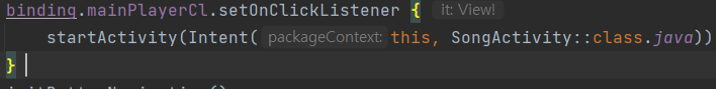 binding.mainPlayerCl.setOnClickListener { it: View!
startActivity(Intent( packageContext: this, SongActivity::class.java))
}